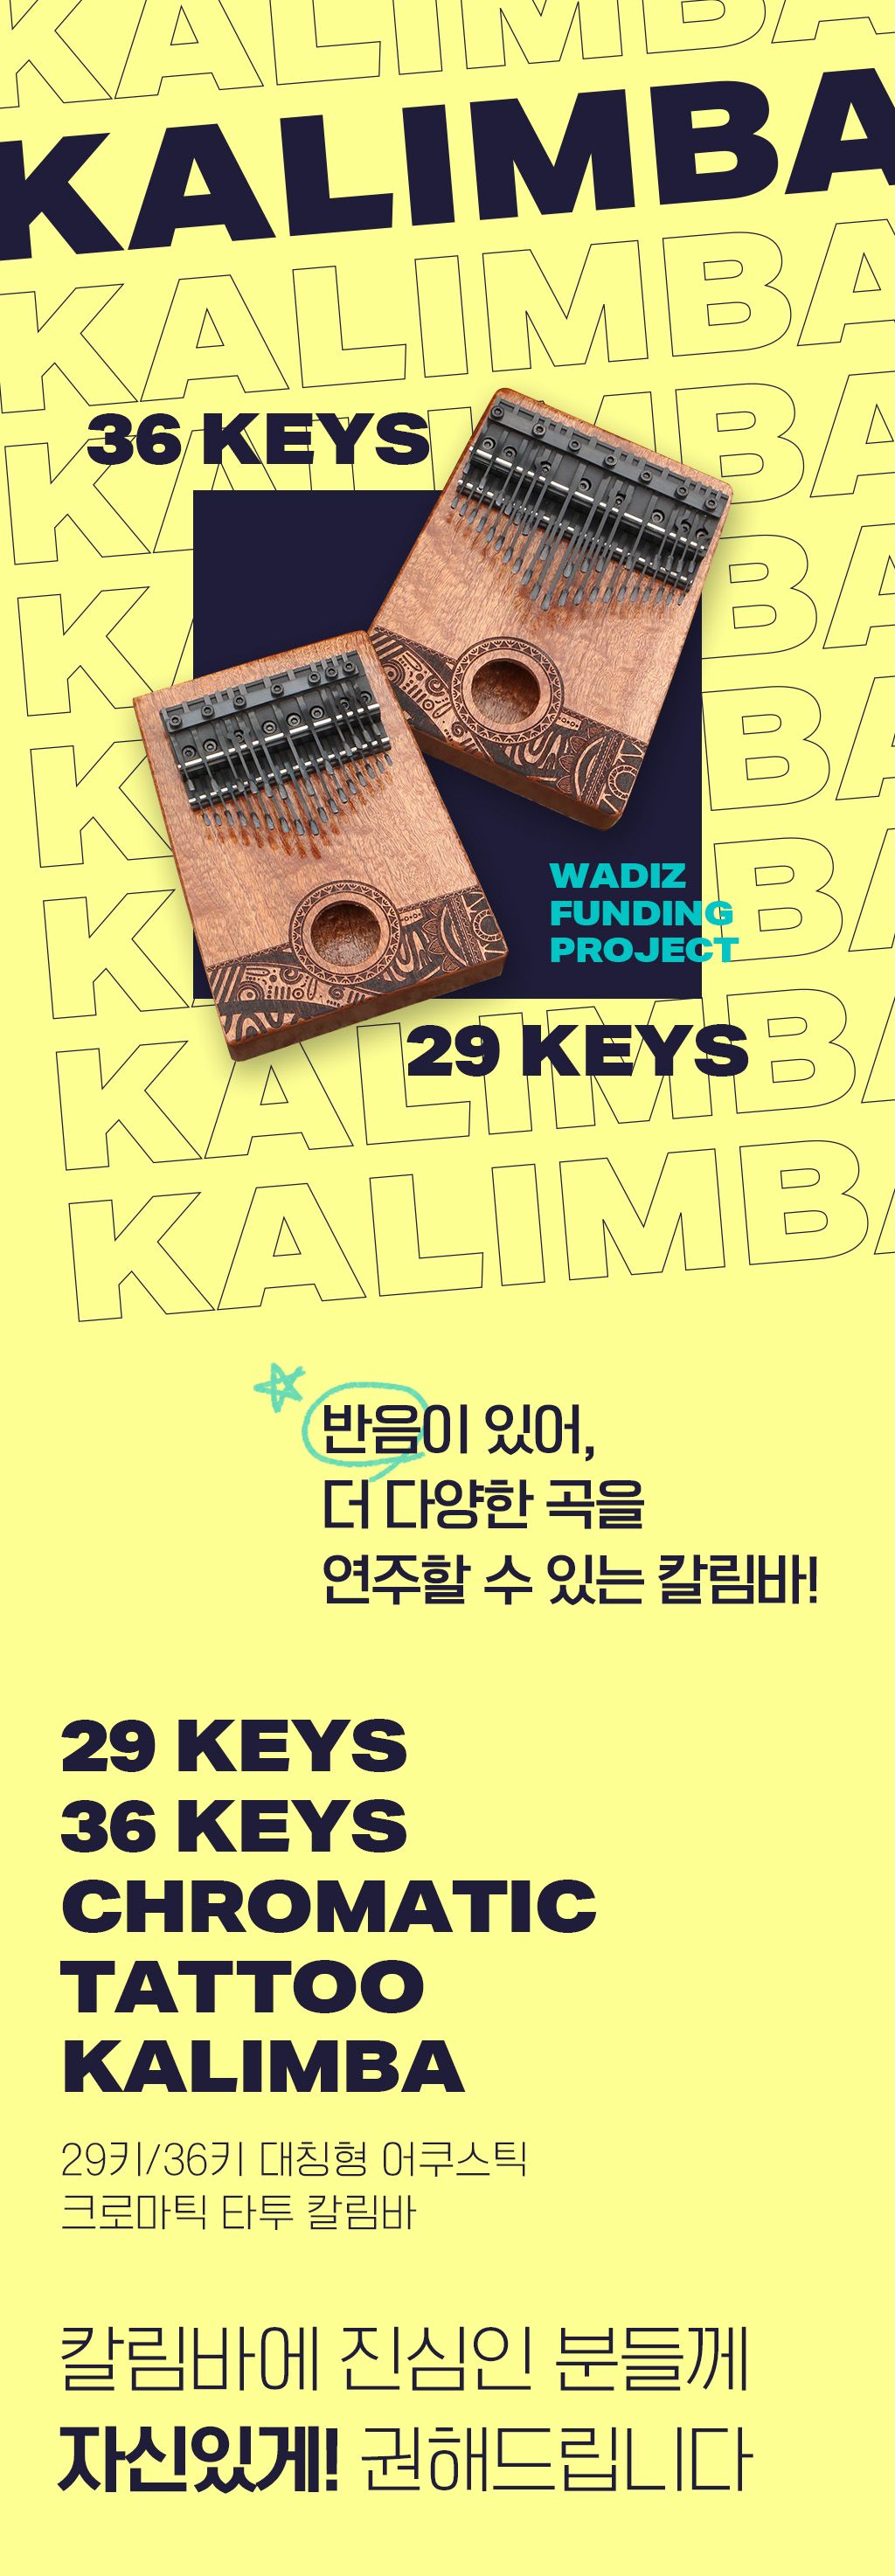 KALIMBA
KALIMBA
KALIMBA
36 KEYS
KALIMBA
KALIMBA
KALIMBA
KALIMBA
WADIZ
FUNDING
PROJECT
29 KEYS
KALIMBA
KALIMBA
반음이 있어,
더 다양한 곡을
연주할 수 있는 칼림바!
29 KEYS
36 KEYS
CHROMATIC
TATTOO
KALIMBA
29키/36키 대칭형 어쿠스틱
크로마틱 타투 칼림바
칼림바에 진심인 분들께
자신있게! 권해드립니다